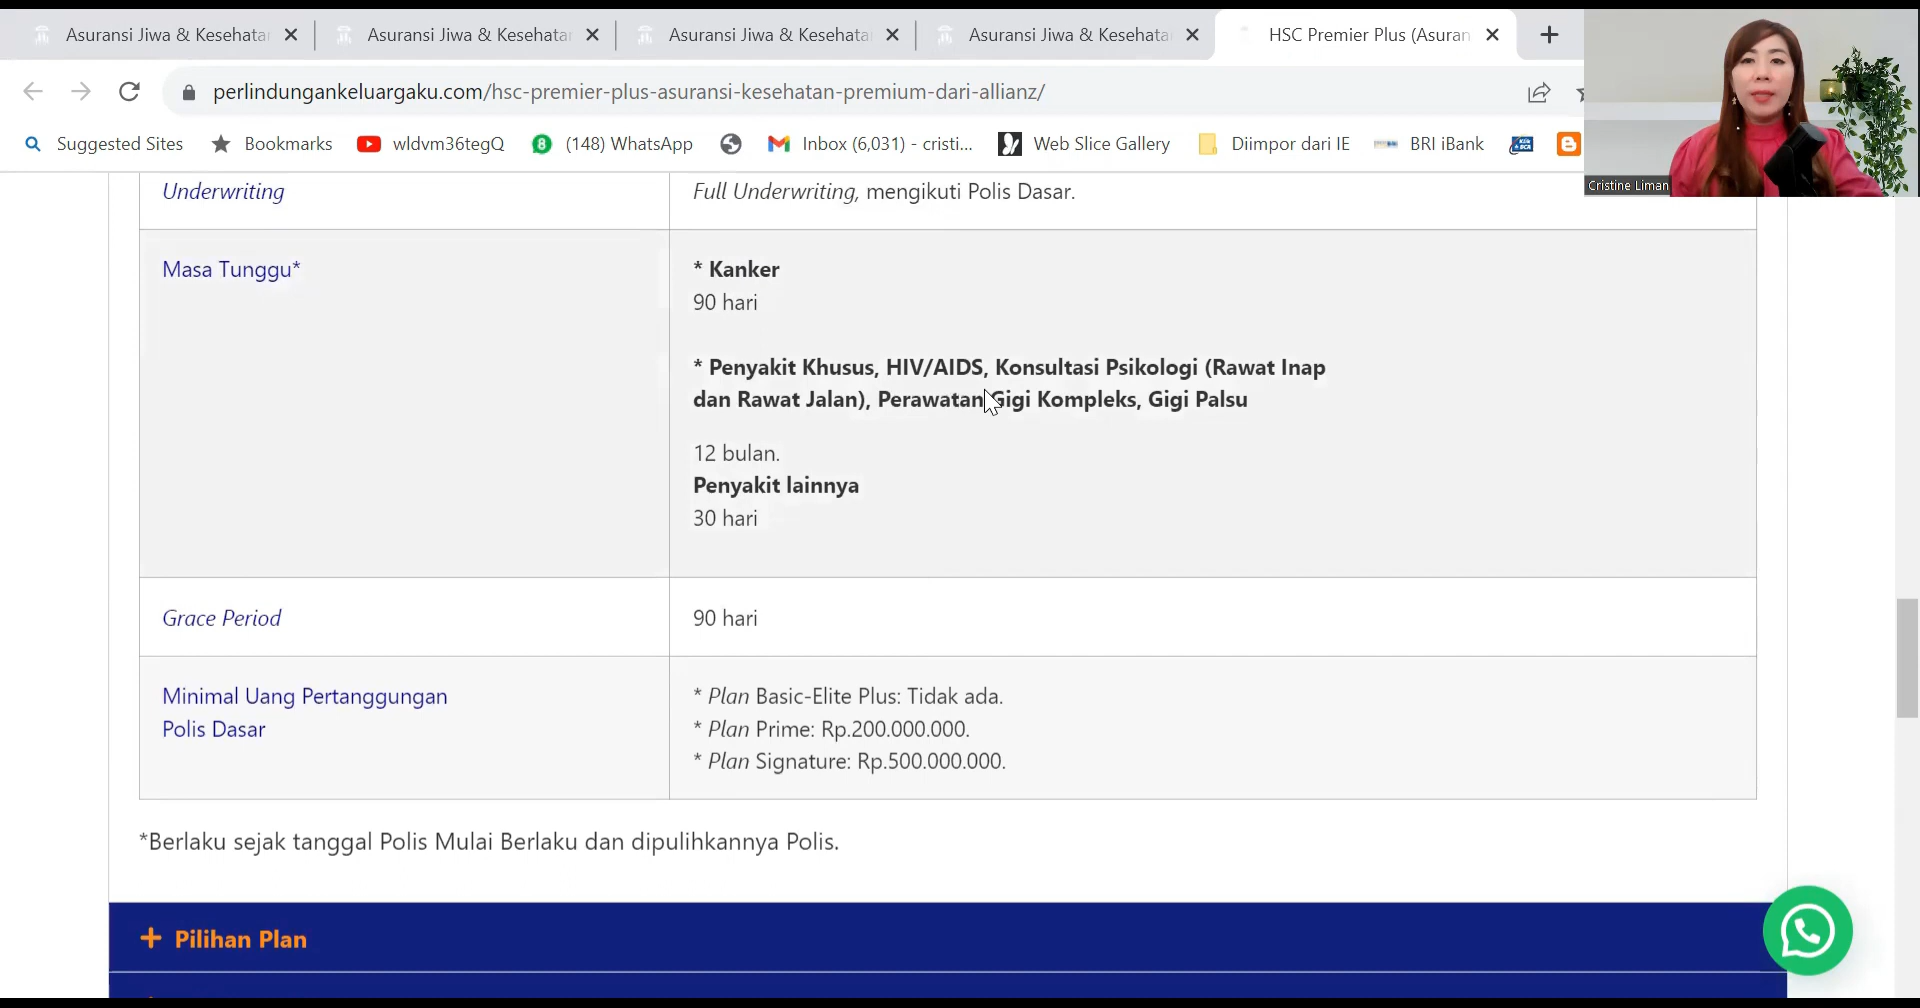 Asuransi Jiwa & Kesehata
Asuransi Jiwa & Kesehata
Asuransi Jiwa & Kesehata
Asuransi Jiwa & Kesehata
HSC Premier Plus (Asuran
perlindungankeluargaku.com/hsc-premier-plus-asuransi-kesehatan-premium-dari-allianz/
Suggested Sites
Bookmarks
wldvm36tegQ
(148) WhatsApp
Inbox (6,031) - cristi...
Web Slice Gallery
Diimpor dari IE
BRI iBank
Cristine Liman
Underwriting
Full Underwriting, mengikuti Polis Dasar.
Masa Tunggu*
* Kanker
90 hari
* Penyakit Khusus, HIV/AIDS, Konsultasi Psikologi (Rawat Inap
dan Rawat Jalan), Perawatan Gigi Kompleks, Gigi Palsu
12 bulan.
Penyakit lainnya
30 hari
Grace Period
90 hari
Minimal Uang Pertanggungan
Polis Dasar
* Plan Basic-Elite Plus: Tidak ada.
* Plan Prime: Rp.200.000.000.
* Plan Signature: Rp.500.000.000.
*Berlaku sejak tanggal Polis Mulai Berlaku dan dipulihkannya Polis.
+ Pilihan Plan